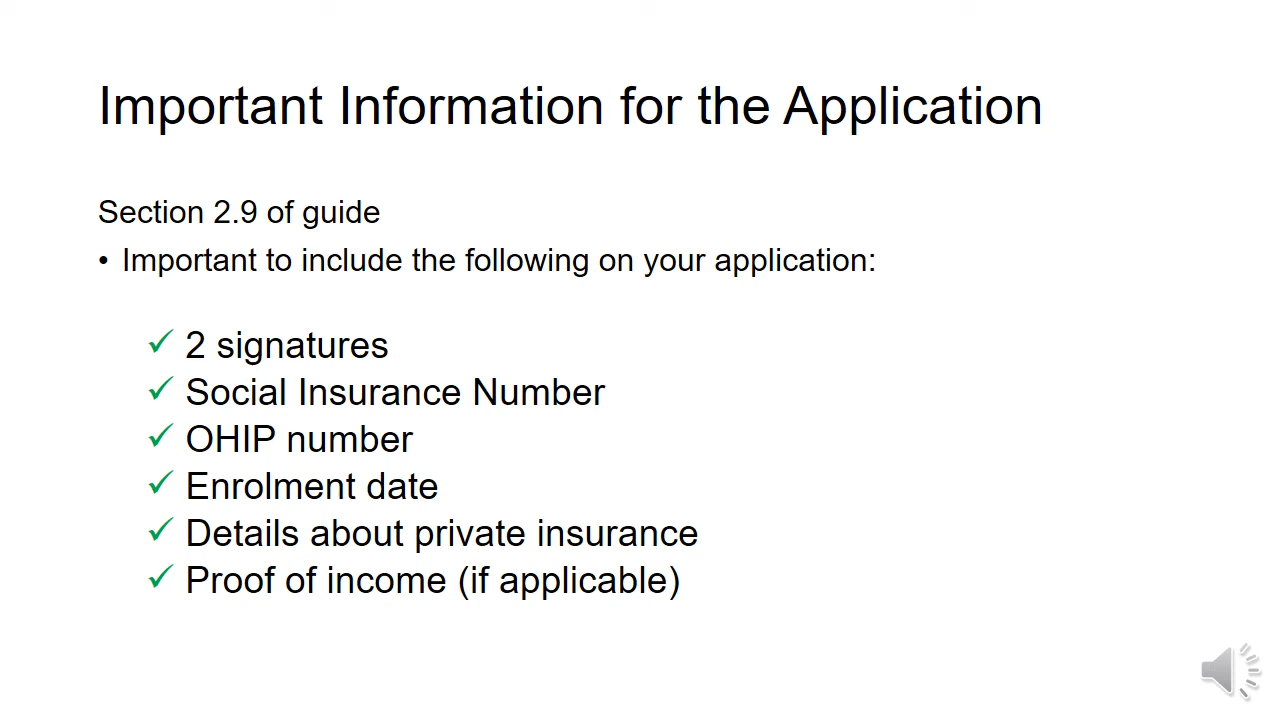 Important Information for the Application
Section 2.9 of guide
• Important to include the following on your application:
✓ 2 signatures
✓ Social Insurance Number
✓ OHIP number
✓ Enrolment date
✓ Details about private insurance
✓ Proof of income (if applicable)